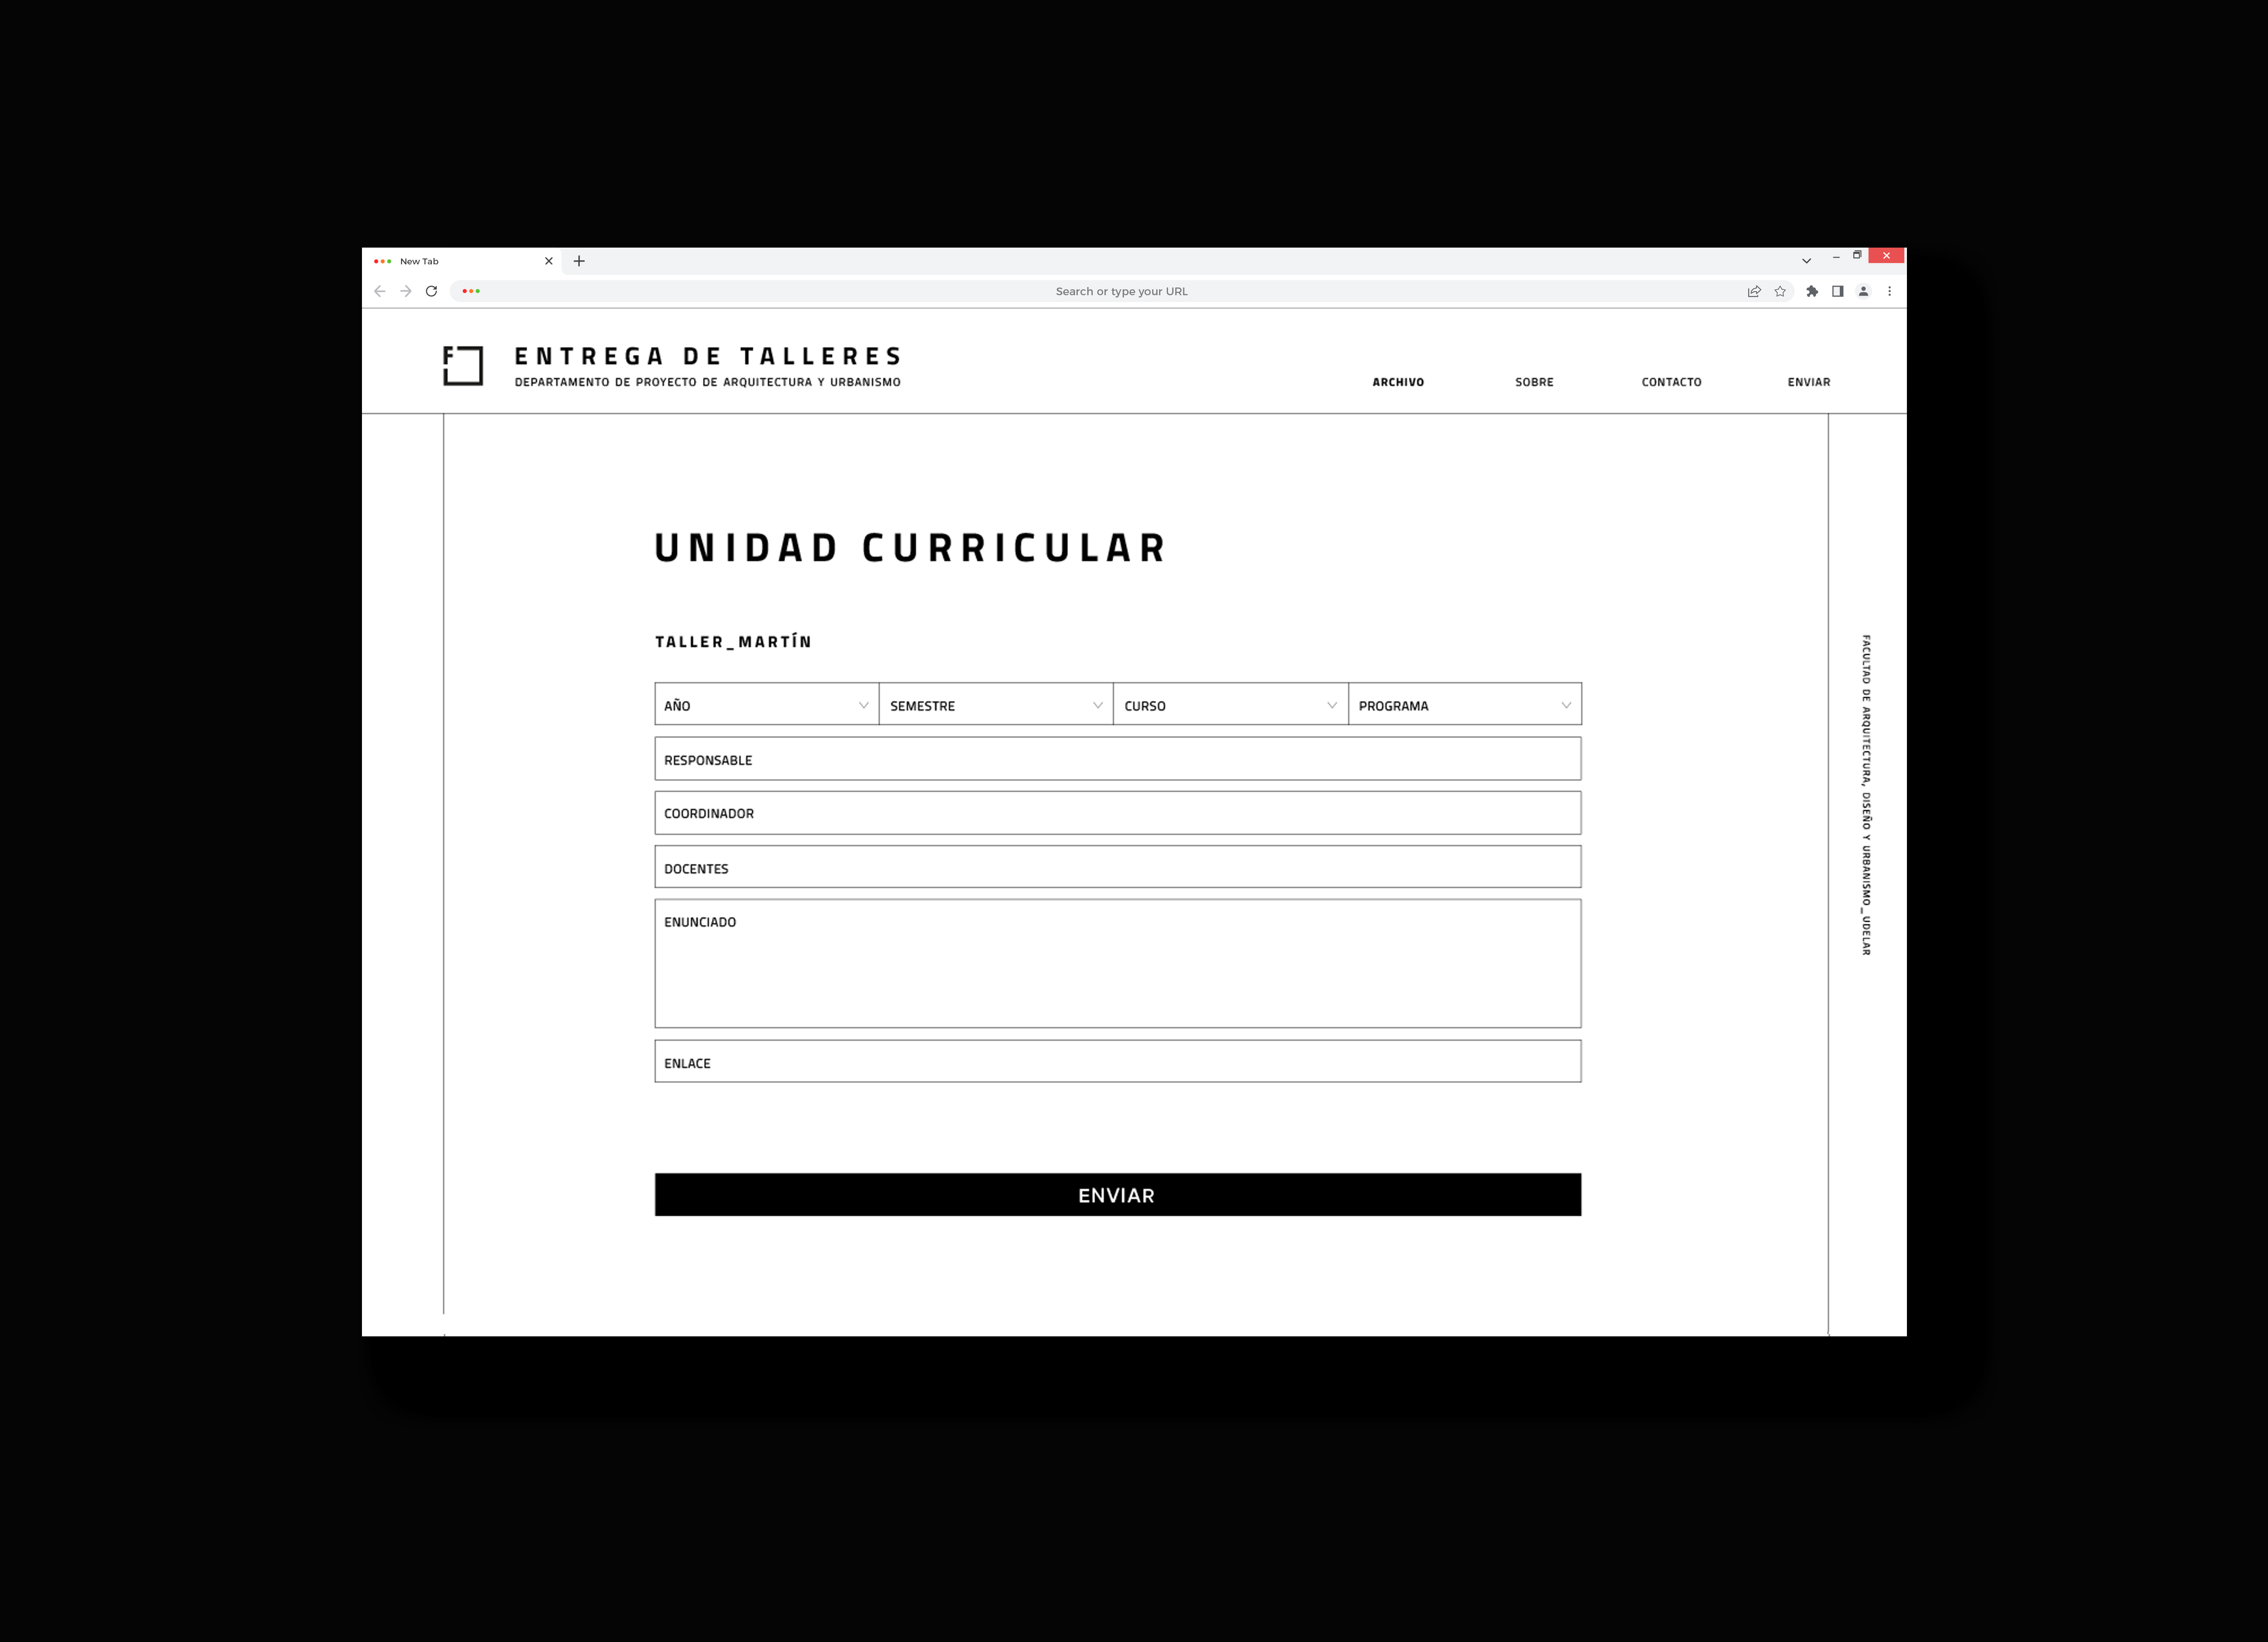 New Tab
Search or type your URL
F
ENTREGA DE TALLERES
DEPARTAMENTO DE PROYECTO DE ARQUITECTURA Y URBANISMO
ARCHIVO
SOBRE
CONTACTO
ENVIAR
UNIDAD CURRICULAR
TALLER_MARTÍN
AÑO
SEMESTRE
CURSO
PROGRAMA
RESPONSABLE
COORDINADOR
DOCENTES
ENUNCIADO
ENLACE
ENVIAR
FACULTAD DE ARQUITECTURA, DISEÑO Y URBANISMO_UDELAR